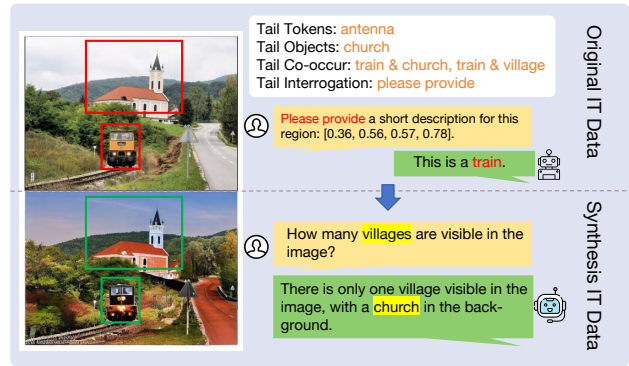 Tail Tokens: antenna
Tail Objects: church
Tail Co-occur: train & church, train & village
Tail Interrogation: please provide
Please provide a short description for this
region: [0.36, 0.56, 0.57, 0.78].
This is a train.
Original IT Data
How many villages are visible in the
image?
There is only one village visible in the
image, with a church in the back-
ground.
Synthesis IT Data